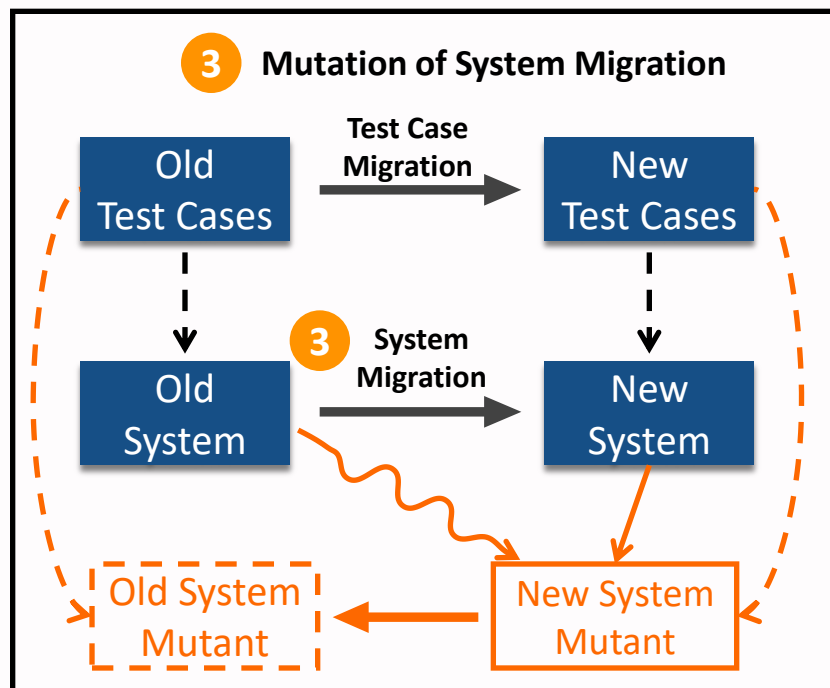 3 Mutation of System Migration
Test Case
Migration
Old
Test Cases
New
Test Cases
3
System
Migration
Old
System
New
System
Old System
Mutant
New System
Mutant